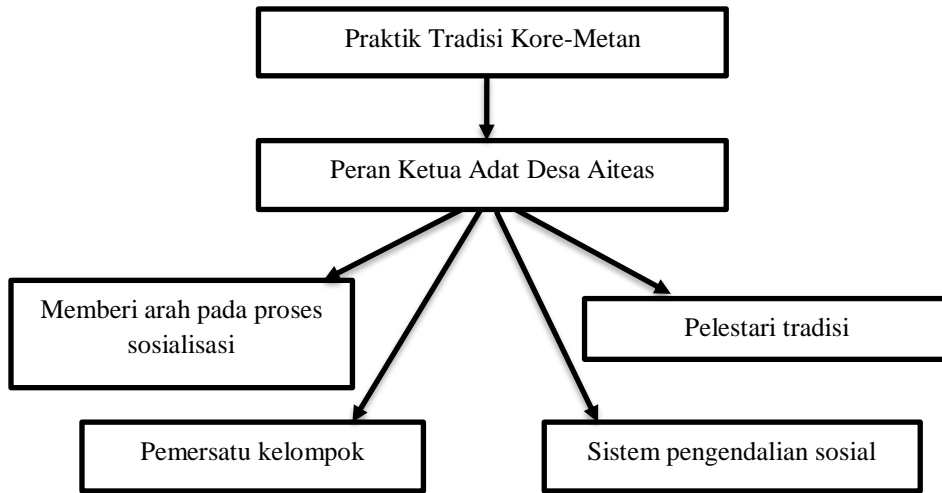 Praktik Tradisi Kore-Metan
Peran Ketua Adat Desa Aiteas
Memberi arah pada proses
sosialisasi
Pelestari tradisi
Pemersatu kelompok
Sistem pengendalian sosial